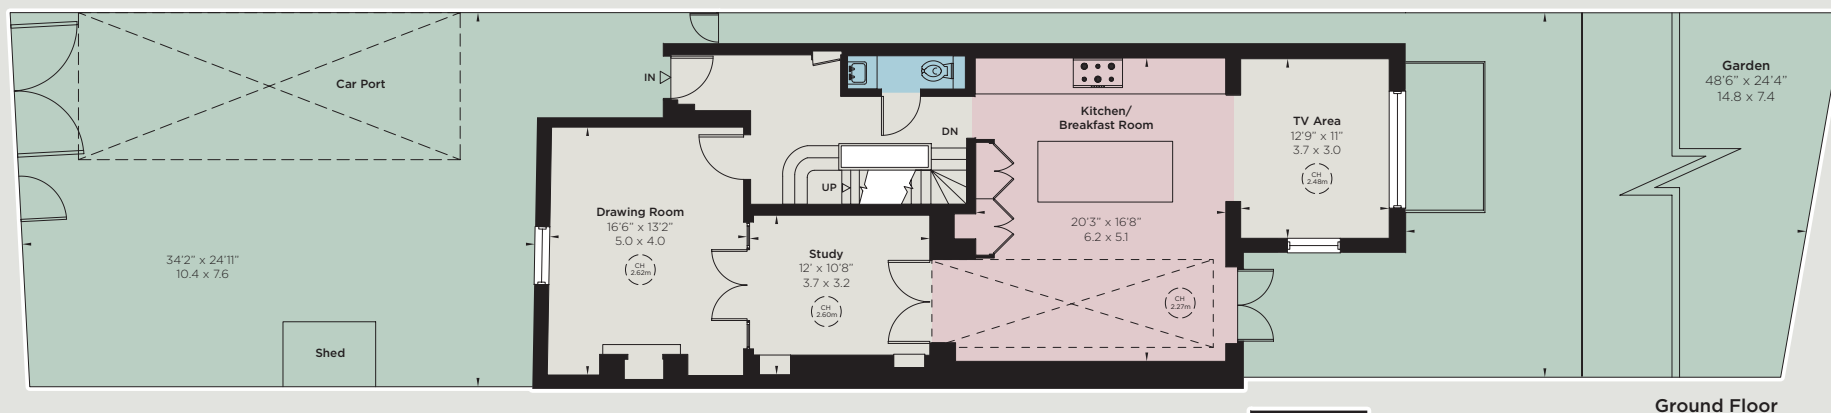 Car Port
IN
Kitchen/
Breakfast Room
DN
TV Area
12'9" x 11"
3.7 x 3.0
CH
2.48m
Garden
48'6" x 24'4"
14.8 x 7.4
UP
Drawing Room
16'6" x 13'2"
5.0 x 4.0
CH
2.62m
20'3" x 16'8"
6.2 x 5.1
34'2" x 24'11"
10.4 x 7.6
Study
12' x 10'8"
3.7 x 3.2
CH
2.60m
CH
2.27m
Shed
Ground Floor